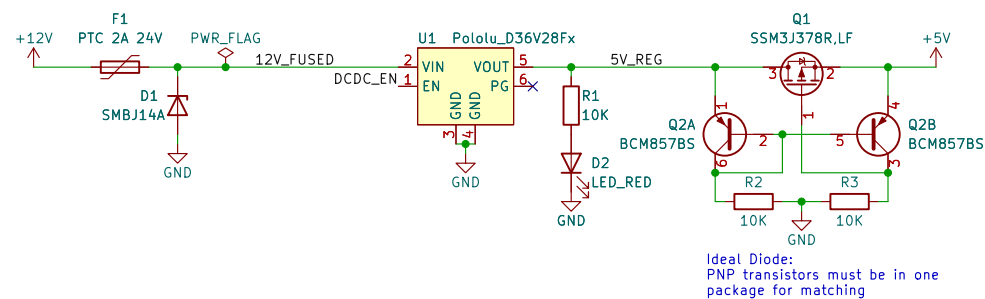 +12V
F1
PTC 2A 24V
PWR_FLAG
12V_FUSED
DCDC_EN
D1
SMBJ14A
GND
U1
Pololu_D36V28Fx
2
VIN
1
EN
VOUT
5
PG
6
GND
GND
3
4
GND
5V_REG
R1
10K
D2
LED_RED
GND
Q1
SSM3J378R,LF
3
2
1
+5V
Q2A
BCM857BS
1
2
6
Q2B
BCM857BS
4
5
3
R2
10K
R3
10K
GND
Ideal Diode:
PNP transistors must be in one
package for matching